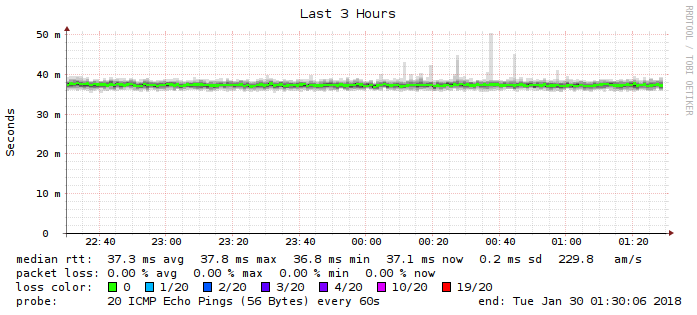 Last 3 Hours
RRDTOOL / TOBI OETIKER
Seconds
50 m
40 m
30 m
20 m
10 m
0
22:40 23:00 23:20 23:40 00:00 00:20 00:40 01:00 01:20
median rtt: 37.3 ms avg 37.8 ms max 36.8 ms min 37.1 ms now 0.2 ms sd 229.8 am/s
packet loss: 0.00 % avg 0.00 % max 0.00 % min 0.00 % now
loss color: 0 1/20 2/20 3/20 4/20 10/20 19/20
probe: 20 ICMP Echo Pings (56 Bytes) every 60s end: Tue Jan 30 01:30:06 2018